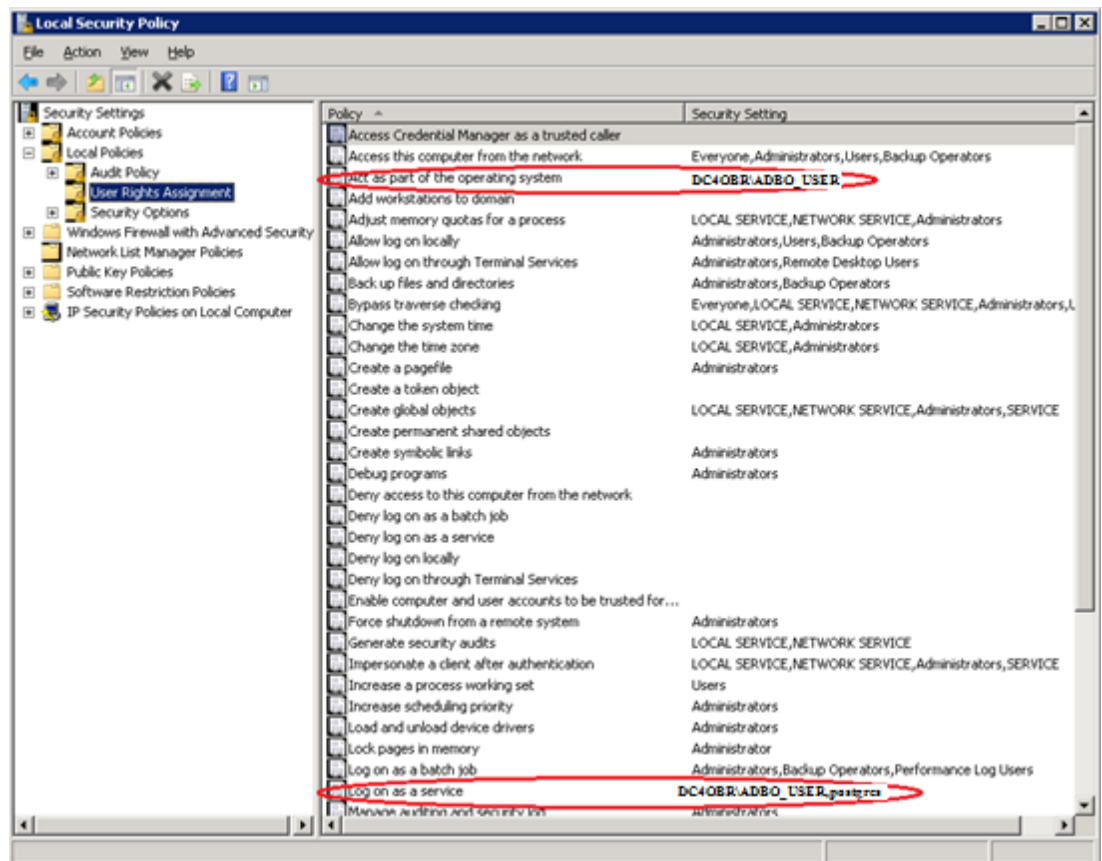 Local Security Policy
File Action View Help
Security Settings
Account Policies
Local Policies
Audit Policy
User Rights Assignment
Security Options
Windows Firewall with Advanced Security
Network List Manager Policies
Public Key Policies
Software Restriction Policies
IP Security Policies on Local Computer
Policy Security Setting
Access Credential Manager as a trusted caller
Access this computer from the network Everyone,Administrators,Users,Backup Operators
Act as part of the operating system DC4OBR\ADBO_USER
Add workstations to domain
Adjust memory quotas for a process LOCAL SERVICE,NETWORK SERVICE,Administrators
Allow log on locally Administrators,Users,Backup Operators
Allow log on through Terminal Services Administrators,Remote Desktop Users
Back up files and directories Administrators,Backup Operators
Bypass traverse checking Everyone,LOCAL SERVICE,NETWORK SERVICE,Administrators,L
Change the system time LOCAL SERVICE,Administrators
Change the time zone LOCAL SERVICE,Administrators
Create a pagefile Administrators
Create a token object
Create global objects LOCAL SERVICE,NETWORK SERVICE,Administrators,SERVICE
Create permanent shared objects
Create symbolic links Administrators
Debug programs Administrators
Deny access to this computer from the network
Deny log on as a batch job
Deny log on as a service
Deny log on locally
Deny log on through Terminal Services
Enable computer and user accounts to be trusted for...
Force shutdown from a remote system Administrators
Generate security audits LOCAL SERVICE,NETWORK SERVICE
Impersonate a client after authentication LOCAL SERVICE,NETWORK SERVICE,Administrators,SERVICE
Increase a process working set Users
Increase scheduling priority Administrators
Load and unload device drivers Administrators
Lock pages in memory Administrator
Log on as a batch job Administrators,Backup Operators,Performance Log Users
Log on as a service DC4OBR\ADBO_USER,postgres
Manage auditing and security log Administrators